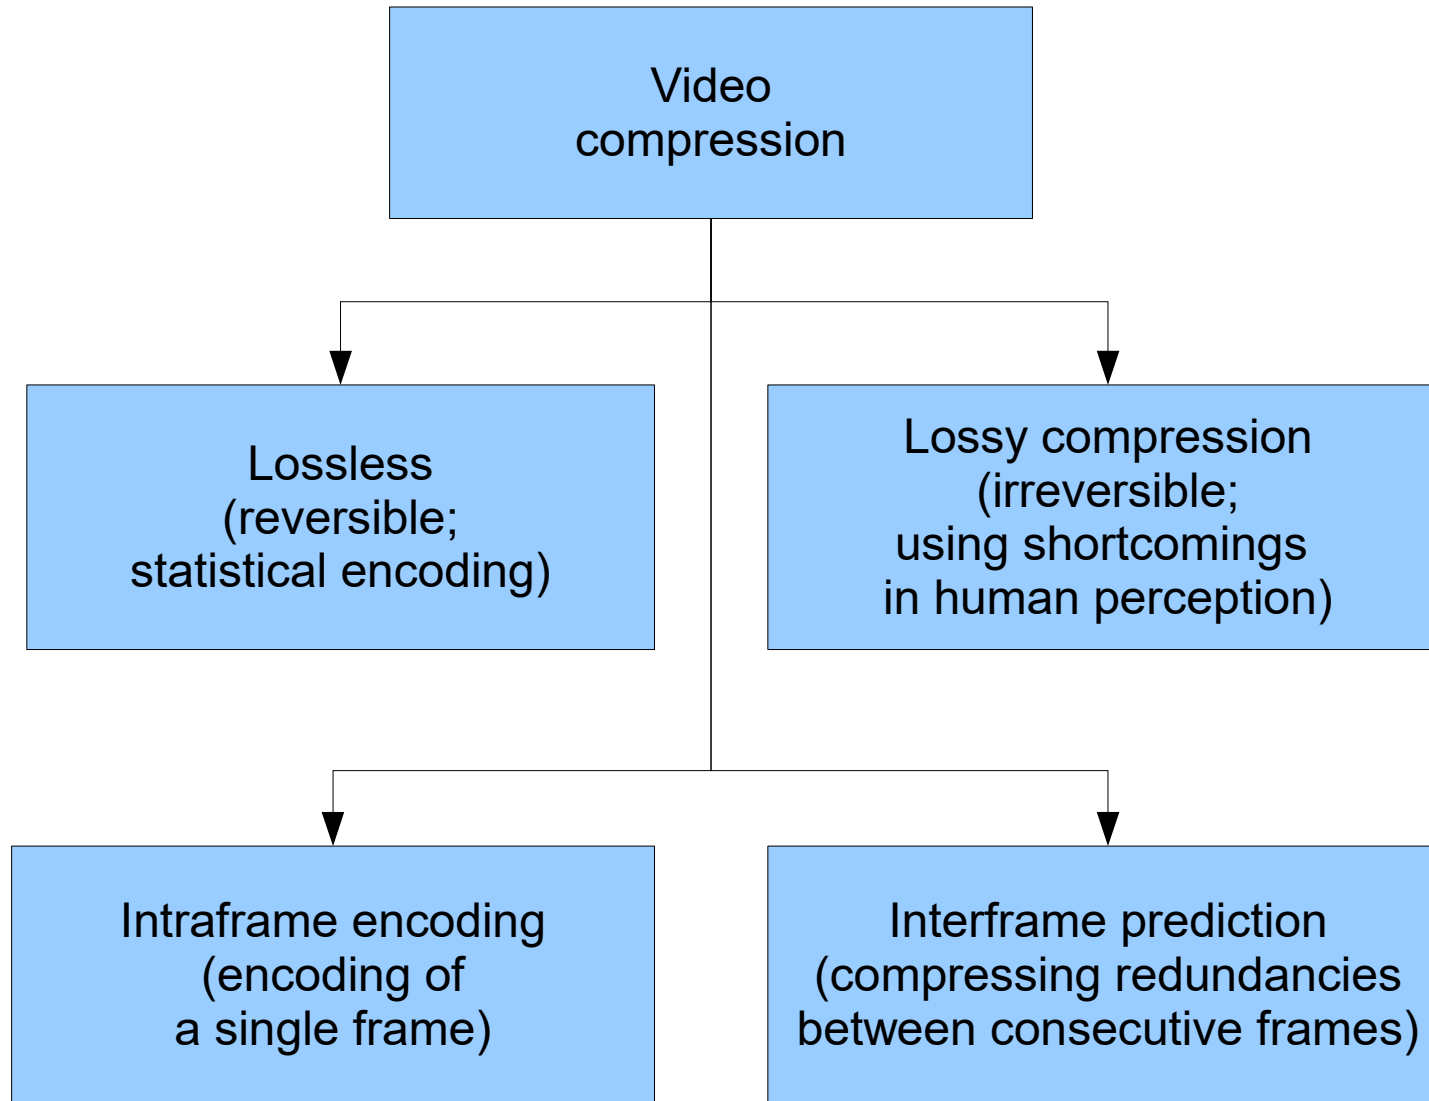 Video
compression
Lossless
(reversible;
statistical encoding)
Lossy compression
(irreversible;
using shortcomings
in human perception)
Intraframe encoding
(encoding of
a single frame)
Interframe prediction
(compressing redundancies
between consecutive frames)